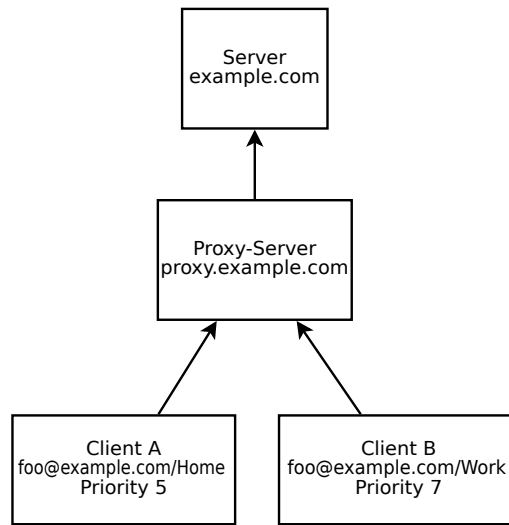 Server
example.com
Proxy-Server
proxy.example.com
Client A
foo@example.com/Home
Priority 5
Client B
foo@example.com/Work
Priority 7